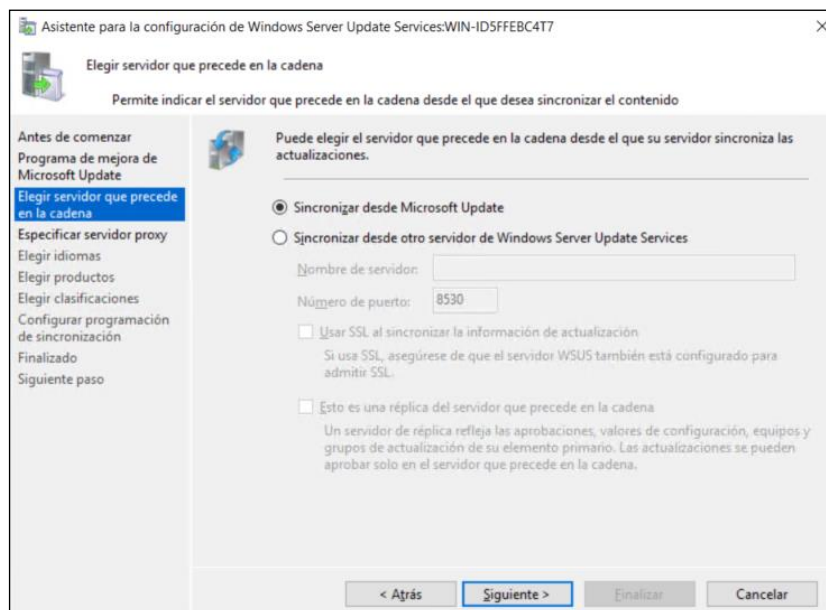 Asistente para la configuración de Windows Server Update Services:WIN-ID5FFEBC4T7
Elegir servidor que precede en la cadena
Permite indicar el servidor que precede en la cadena desde el que desea sincronizar el contenido
Antes de comenzar
Programa de mejora de
Microsoft Update
Elegir servidor que precede
en la cadena
Especificar servidor proxy
Elegir idiomas
Elegir productos
Elegir clasificaciones
Configurar programación
de sincronización
Finalizado
Siguiente paso
Puede elegir el servidor que precede en la cadena desde el que su servidor sincroniza las
actualizaciones.
Sincronizar desde Microsoft Update
Sincronizar desde otro servidor de Windows Server Update Services
Nombre de servidor:
Número de puerto: 8530
Usar SSL al sincronizar la información de actualización
Si usa SSL, asegúrese de que el servidor WSUS también está configurado para
admitir SSL.
Esto es una réplica del servidor que precede en la cadena
Un servidor de réplica refleja las aprobaciones, valores de configuración, equipos y
grupos de actualización de su elemento primario. Las actualizaciones se pueden
aprobar solo en el servidor que precede en la cadena.
< Atrás Siguiente > Finalizar Cancelar